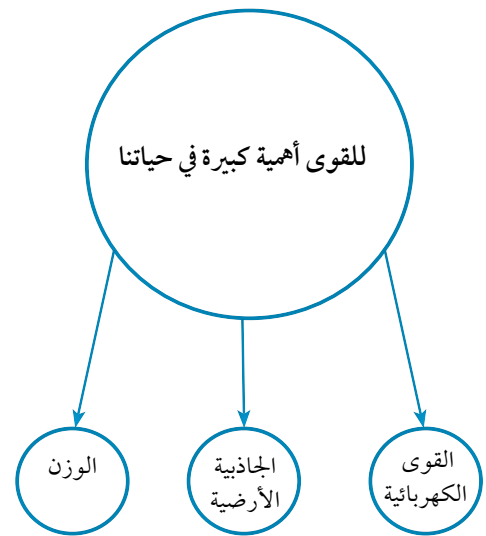 للقوى أهمية كبيرة في حياتنا
القوى
الكهربائية
الجاذبية
الأرضية
الوزن